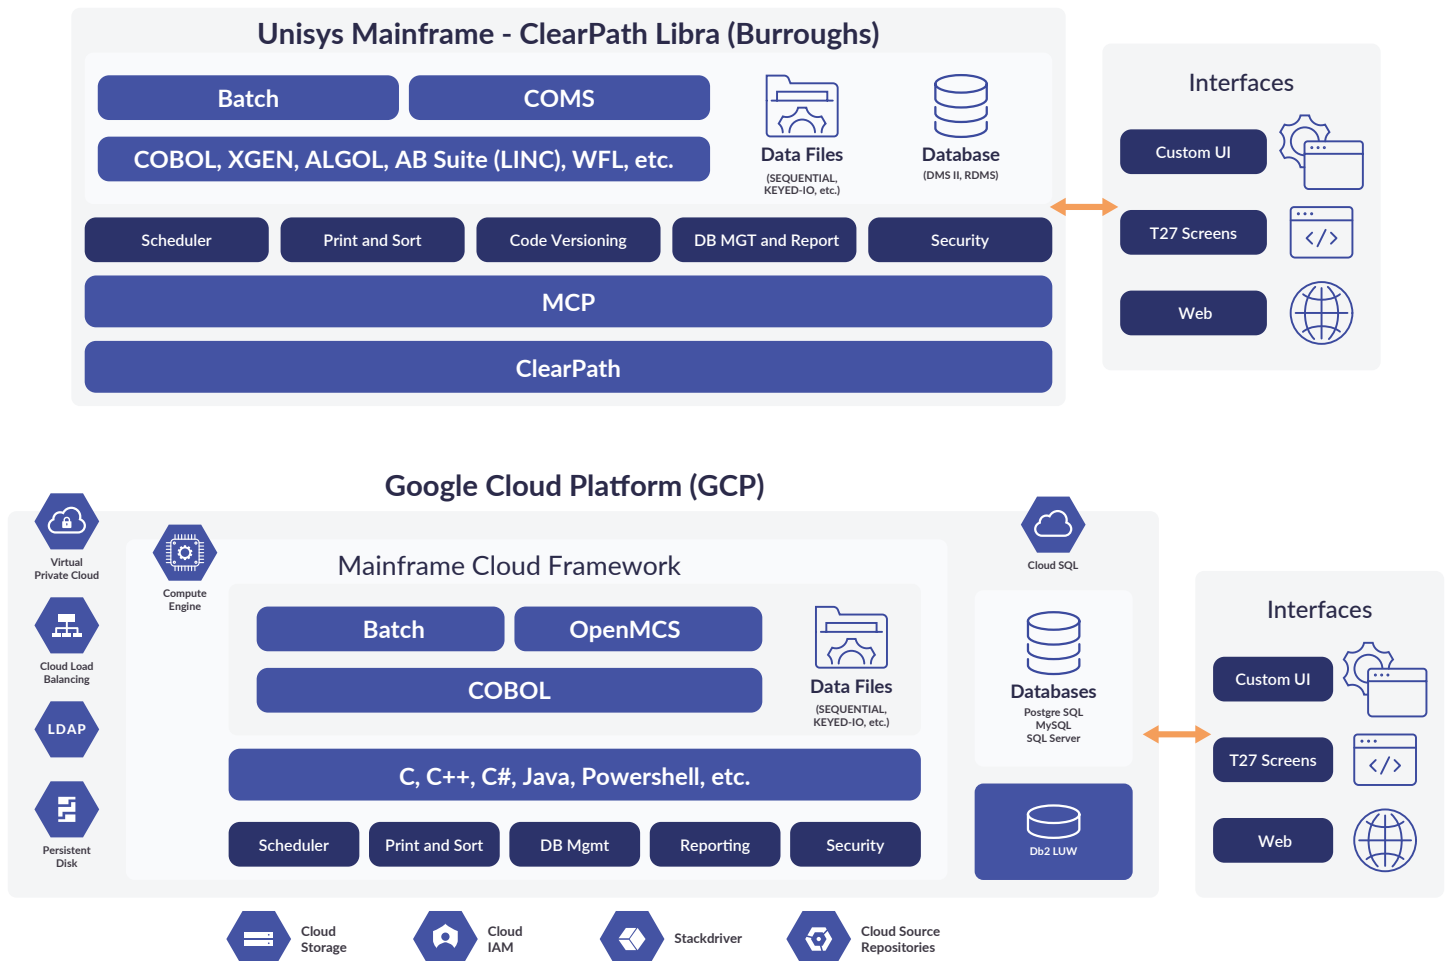 Unisys Mainframe - ClearPath Libra (Burroughs)
Batch
COMS
COBOL, XGEN, ALGOL, AB Suite (LINC), WFL, etc.
Data Files
(SEQUENTIAL,
KEYED-IO, etc.)
Database
(DMS II, RDMS)
Scheduler
Print and Sort
Code Versioning
DB MGT and Report
Security
MCP
ClearPath
Interfaces
Custom UI
T27 Screens
</>
Web
Google Cloud Platform (GCP)
Virtual
Private Cloud
Cloud Load
Balancing
LDAP
Persistent
Disk
Compute
Engine
Mainframe Cloud Framework
Batch
OpenMCS
COBOL
Data Files
(SEQUENTIAL,
KEYED-IO, etc.)
C, C++, C#, Java, Powershell, etc.
Scheduler
Print and Sort
DB Mgmt
Reporting
Security
Cloud SQL
Databases
Postgre SQL
MySQL
SQL Server
Db2 LUW
Interfaces
Custom UI
T27 Screens
</>
Web
Cloud
Storage
Cloud
IAM
Stackdriver
Cloud Source
Repositories